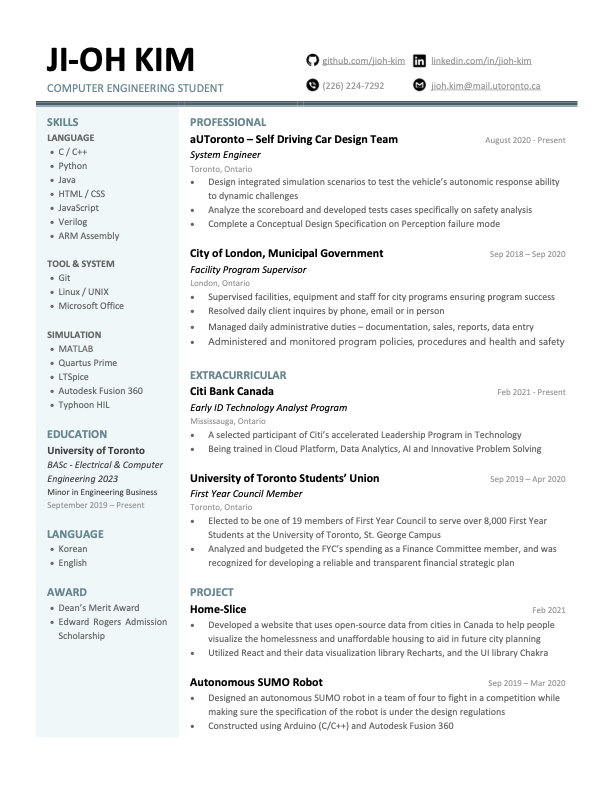 JI-OH KIM
COMPUTER ENGINEERING STUDENT
github.com/jioh-kim
linkedin.com/in/jioh-kim
(226) 224-7292
jioh.kim@mail.utoronto.ca
SKILLS
LANGUAGE
• C / C++
• Python
• Java
• HTML / CSS
• JavaScript
• Verilog
• ARM Assembly
TOOL & SYSTEM
• Git
• Linux / UNIX
• Microsoft Office
SIMULATION
• MATLAB
• Quartus Prime
• LTSpice
• Autodesk Fusion 360
• Typhoon HIL
EDUCATION
University of Toronto
BASc - Electrical & Computer
Engineering 2023
Minor in Engineering Business
September 2019 – Present
LANGUAGE
• Korean
• English
AWARD
• Dean's Merit Award
• Edward Rogers Admission
Scholarship
PROFESSIONAL
aUToronto – Self Driving Car Design Team August 2020 - Present
System Engineer
Toronto, Ontario
• Design integrated simulation scenarios to test the vehicle's autonomic response ability
to dynamic challenges
• Analyze the scoreboard and developed tests cases specifically on safety analysis
• Complete a Conceptual Design Specification on Perception failure mode
City of London, Municipal Government Sep 2018 – Sep 2020
Facility Program Supervisor
London, Ontario
• Supervised facilities, equipment and staff for city programs ensuring program success
• Resolved daily client inquires by phone, email or in person
• Managed daily administrative duties – documentation, sales, reports, data entry
• Administered and monitored program policies, procedures and health and safety
EXTRACURRICULAR
Citi Bank Canada Feb 2021 - Present
Early ID Technology Analyst Program
Mississauga, Ontario
• A selected participant of Citi's accelerated Leadership Program in Technology
• Being trained in Cloud Platform, Data Analytics, AI and Innovative Problem Solving
University of Toronto Students' Union Sep 2019 – Apr 2020
First Year Council Member
Toronto, Ontario
• Elected to be one of 19 members of First Year Council to serve over 8,000 First Year
Students at the University of Toronto, St. George Campus
• Analyzed and budgeted the FYC's spending as a Finance Committee member, and was
recognized for developing a reliable and transparent financial strategic plan
PROJECT
Home-Slice Feb 2021
• Developed a website that uses open-source data from cities in Canada to help people
visualize the homelessness and unaffordable housing to aid in future city planning
• Utilized React and their data visualization library Recharts, and the UI library Chakra
Autonomous SUMO Robot Sep 2019 – Mar 2020
• Designed an autonomous SUMO robot in a team of four to fight in a competition while
making sure the specification of the robot is under the design regulations
• Constructed using Arduino (C/C++) and Autodesk Fusion 360